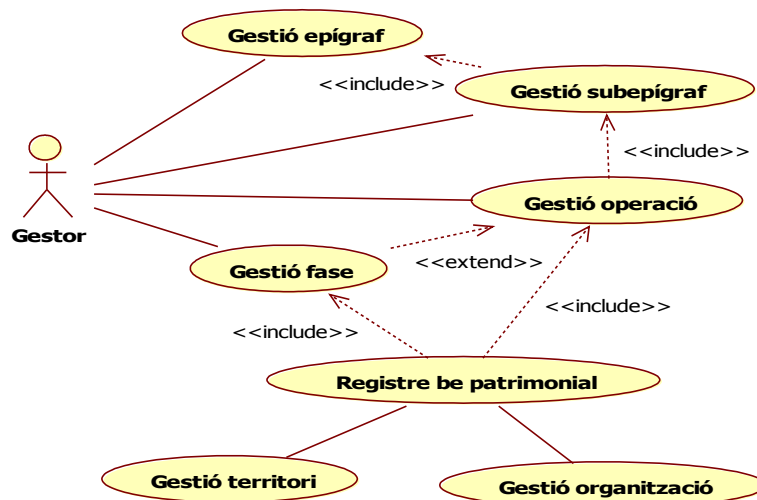 Gestió epígraf
<<include>>
Gestió subepígraf
<<include>>
Gestió operació
Gestor
Gestió fase
<<extend>>
<<include>>
<<include>>
Registre be patrimonial
Gestió territori
Gestió organització